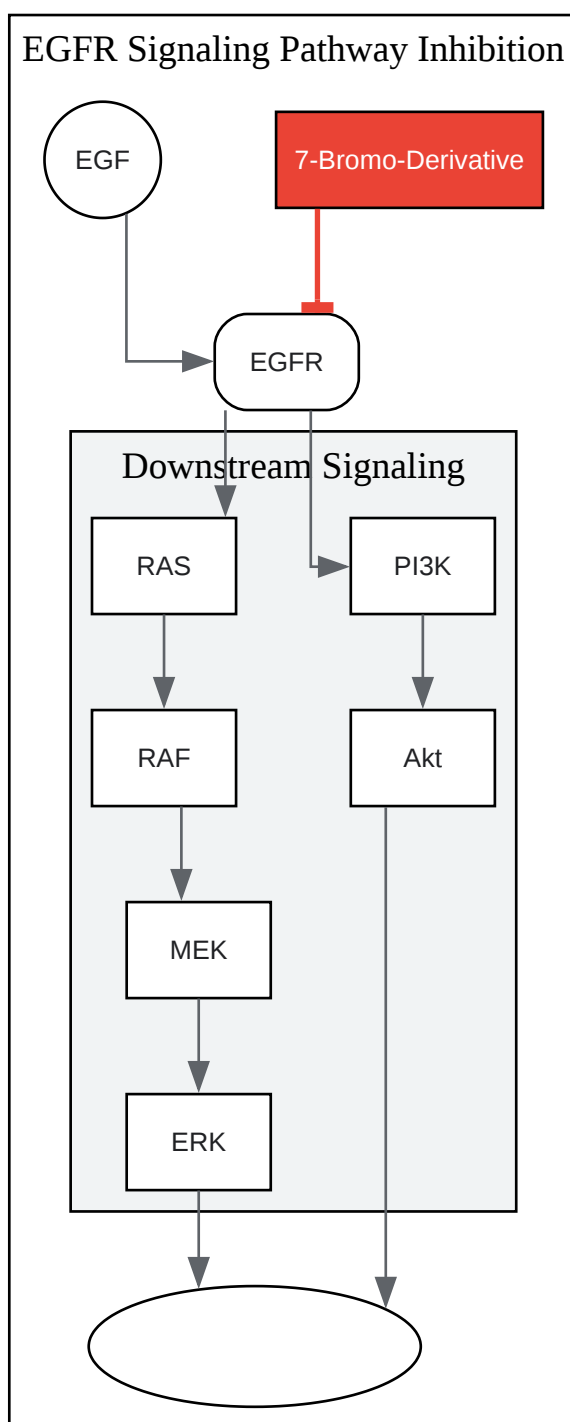 EGFR Signaling Pathway Inhibition
EGF
7-Bromo-Derivative
EGFR
Downstream Signaling
RAS
PI3K
RAF
Akt
MEK
ERK